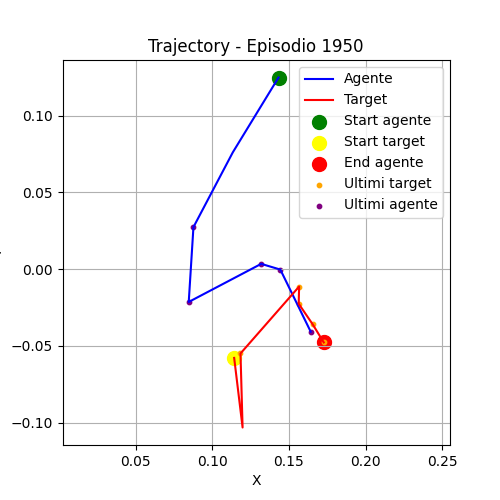 Trajectory - Episodio 1950
Agente
Target
Start agente
Start target
End agente
Ultimi target
Ultimi agente
0.10
0.05
0.00
−0.05
−0.10
0.05
0.10
0.15
0.20
0.25
X